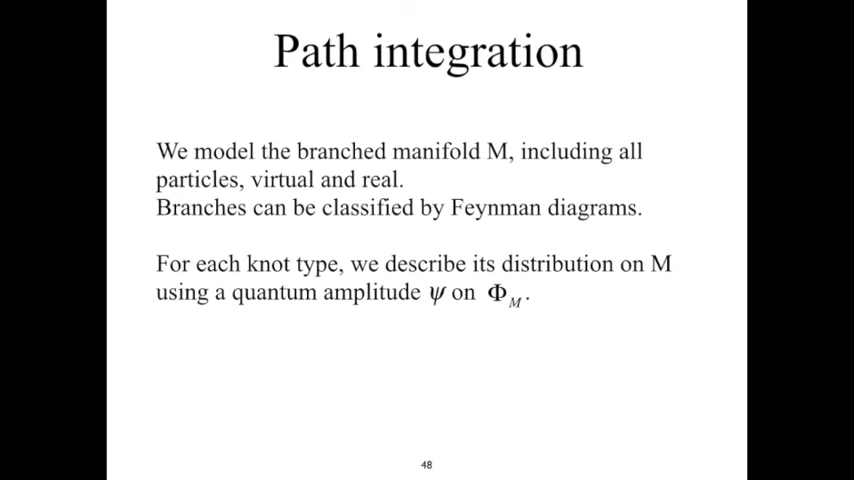 Path integration
We model the branched manifold M, including all
particles, virtual and real.
Branches can be classified by Feynman diagrams.
For each knot type, we describe its distribution on M
using a quantum amplitude ψ on Φ_M.
48